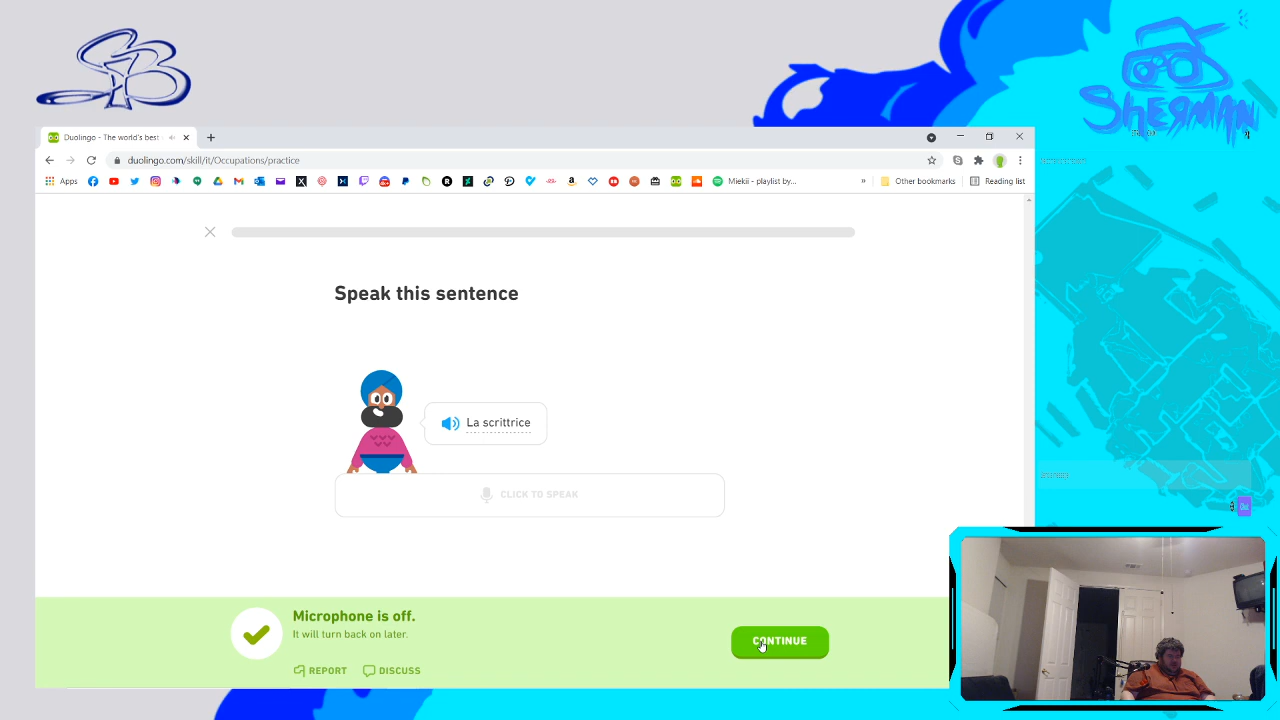 SHERMAN
Duolingo - The world's best
duolingo.com/skill/it/Occupations/practice
Apps
Miekii - playlist by...
»
Other bookmarks
Reading list
Speak this sentence
La scrittrice
CLICK TO SPEAK
Microphone is off.
It will turn back on later.
CONTINUE
REPORT
DISCUSS